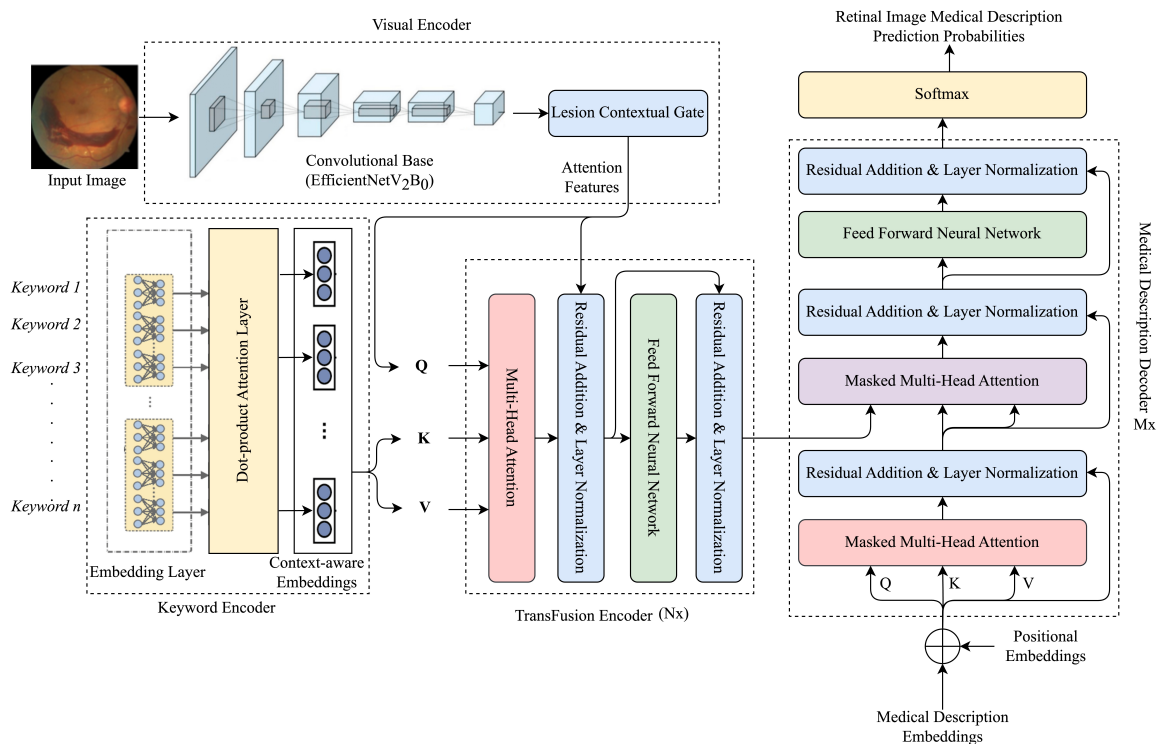 Visual Encoder
Input Image
Convolutional Base
(EfficientNetV2B0)
Lesion Contextual Gate
Attention
Features
Keyword 1
Keyword 2
Keyword 3
.
.
.
.
.
Keyword n
...
Embedding Layer
Dot-product Attention Layer
...
Context-aware
Embeddings
Keyword Encoder
Q
K
V
Multi-Head Attention
Residual Addition & Layer Normalization
Feed Forward Neural Network
Residual Addition & Layer Normalization
TransFusion Encoder (Nx)
Retinal Image Medical Description
Prediction Probabilities
Softmax
Residual Addition & Layer Normalization
Feed Forward Neural Network
Residual Addition & Layer Normalization
Masked Multi-Head Attention
Residual Addition & Layer Normalization
Masked Multi-Head Attention
Q
K
V
Medical Description Decoder
Mx
Positional
Embeddings
Medical Description
Embeddings